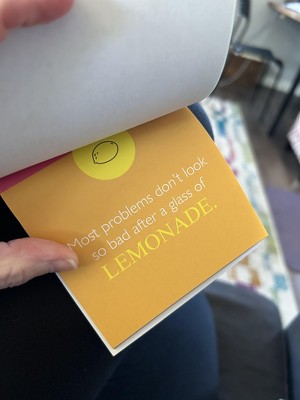 Most problems don't look
so bad after a glass of
LEMONADE.